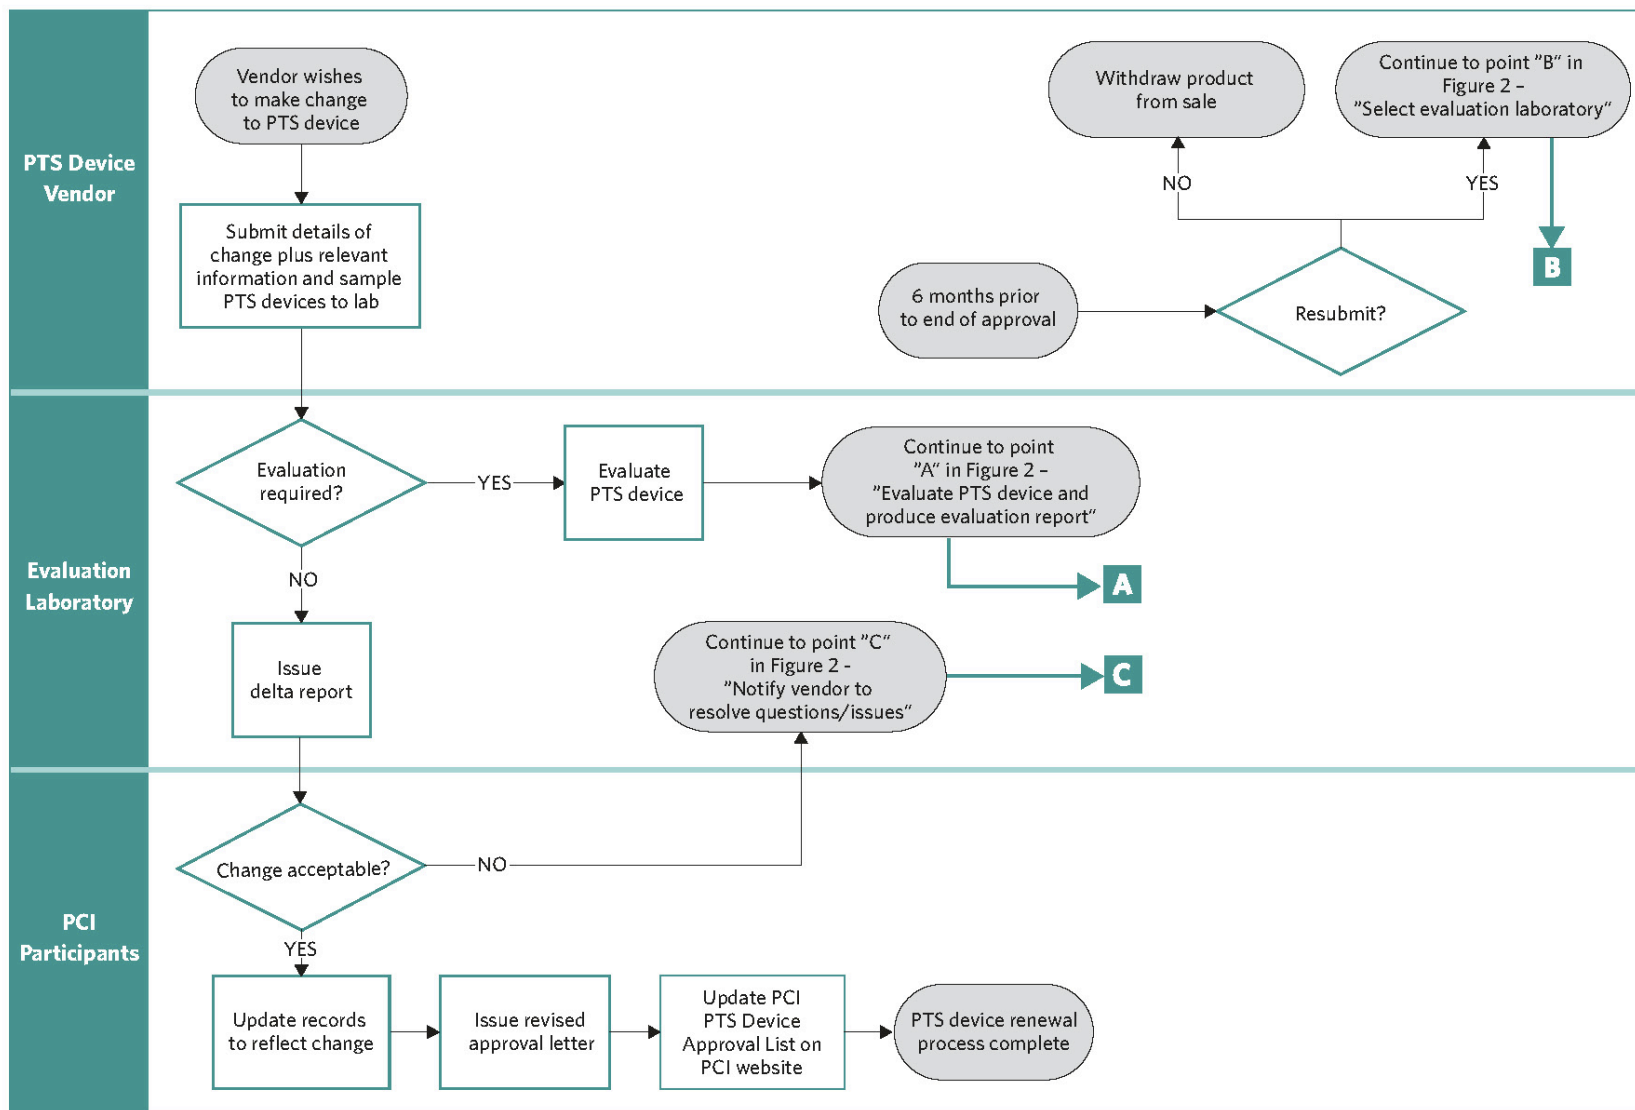 PTS Device
Vendor
Vendor wishes
to make change
to PTS device
Submit details of
change plus relevant
information and sample
PTS devices to lab
Withdraw product
from sale
Continue to point ”B” in
Figure 2 –
”Select evaluation laboratory”
NO
YES
B
6 months prior
to end of approval
Resubmit?
Evaluation
Laboratory
Evaluation
required?
YES
Evaluate
PTS device
Continue to point
”A” in Figure 2 –
”Evaluate PTS device and
produce evaluation report”
A
NO
Issue
delta report
Continue to point ”C”
in Figure 2 -
”Notify vendor to
resolve questions/issues”
C
PCI
Participants
Change acceptable?
NO
YES
Update records
to reflect change
Issue revised
approval letter
Update PCI
PTS Device
Approval List on
PCI website
PTS device renewal
process complete